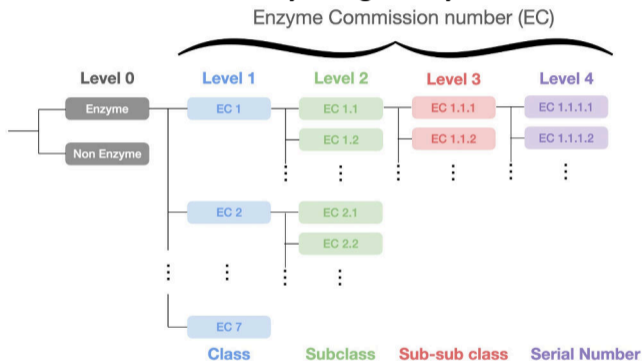 Enzyme Commission number (EC)
Level 0 Level 1 Level 2 Level 3 Level 4
Enzyme EC 1 EC 1.1 EC 1.1.1 EC 1.1.1.1
Non Enzyme EC 1.2 EC 1.1.2 EC 1.1.1.2
EC 2 EC 2.1
EC 2.2
EC 7
Class Subclass Sub-sub class Serial Number